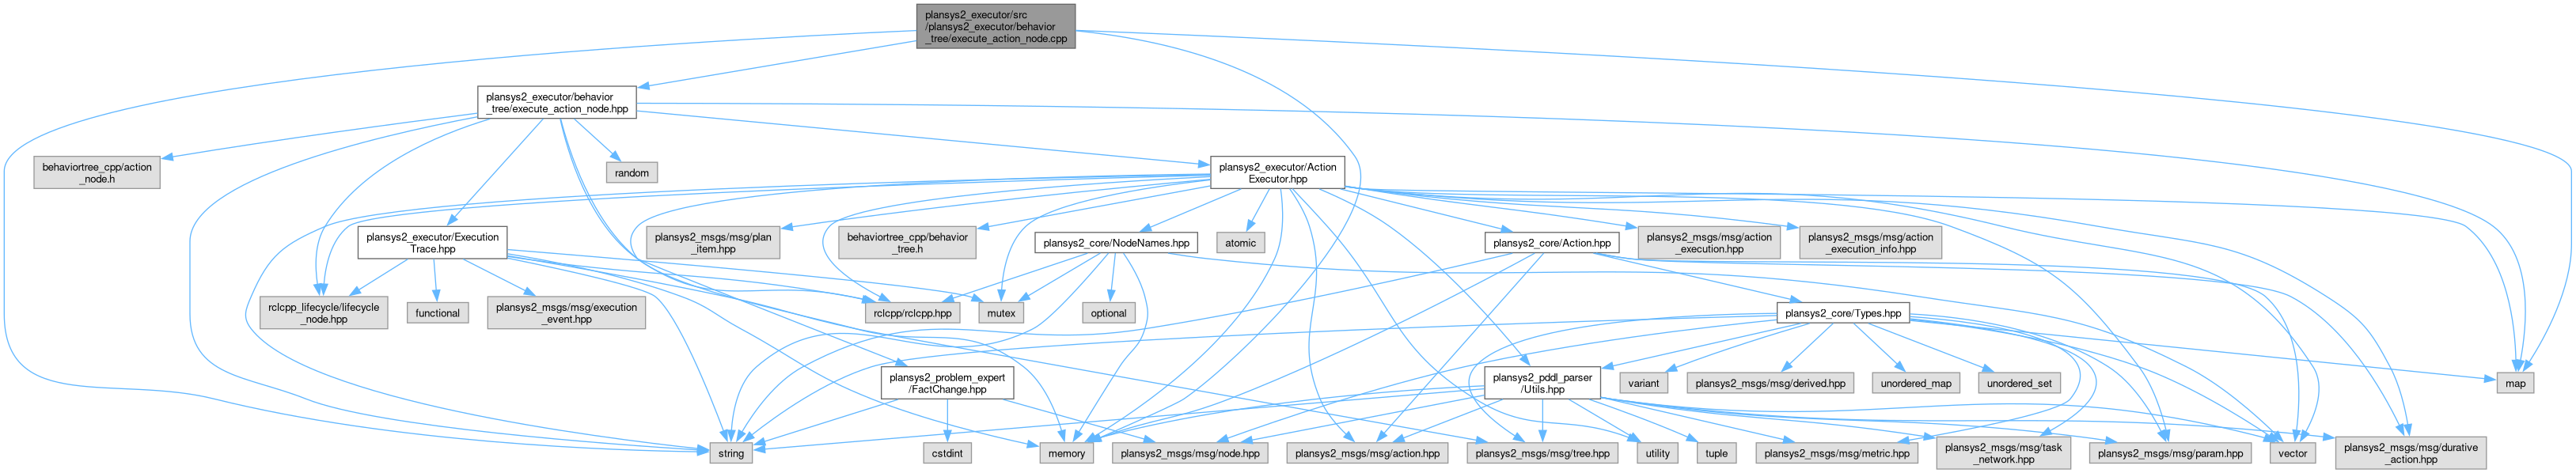 plansys2_executor/src
/plansys2_executor/behavior
_tree/execute_action_node.cpp
plansys2_executor/behavior
_tree/execute_action_node.hpp
behaviortree_cpp/action
_node.h
random
plansys2_executor/Action
Executor.hpp
plansys2_executor/Execution
Trace.hpp
plansys2_msgs/msg/plan
_item.hpp
behaviortree_cpp/behavior
_tree.h
plansys2_core/NodeNames.hpp
atomic
plansys2_core/Action.hpp
plansys2_msgs/msg/action
_execution.hpp
plansys2_msgs/msg/action
_execution_info.hpp
rclcpp_lifecycle/lifecycle
_node.hpp
functional
plansys2_msgs/msg/execution
_event.hpp
rclcpp/rclcpp.hpp
mutex
optional
plansys2_core/Types.hpp
plansys2_problem_expert
/FactChange.hpp
plansys2_pddl_parser
/Utils.hpp
variant
plansys2_msgs/msg/derived.hpp
unordered_map
unordered_set
map
string
cstdint
memory
plansys2_msgs/msg/node.hpp
plansys2_msgs/msg/action.hpp
plansys2_msgs/msg/tree.hpp
utility
tuple
plansys2_msgs/msg/metric.hpp
plansys2_msgs/msg/task
_network.hpp
plansys2_msgs/msg/param.hpp
vector
plansys2_msgs/msg/durative
_action.hpp